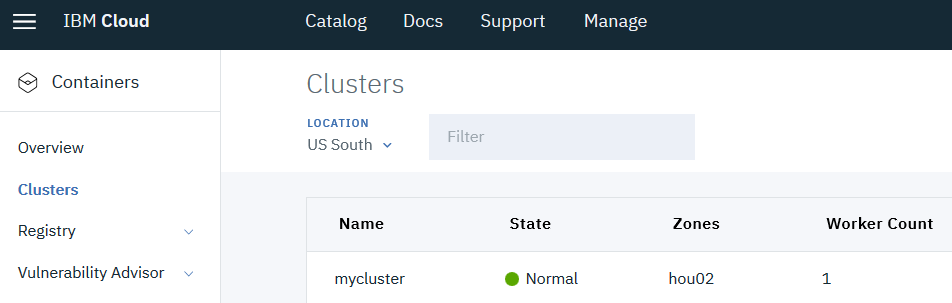 IBM Cloud Catalog Docs Support Manage
Containers
Overview
Clusters
Registry
Vulnerability Advisor
Clusters
LOCATION
US South
Filter
Name State Zones Worker Count
mycluster Normal hou02 1